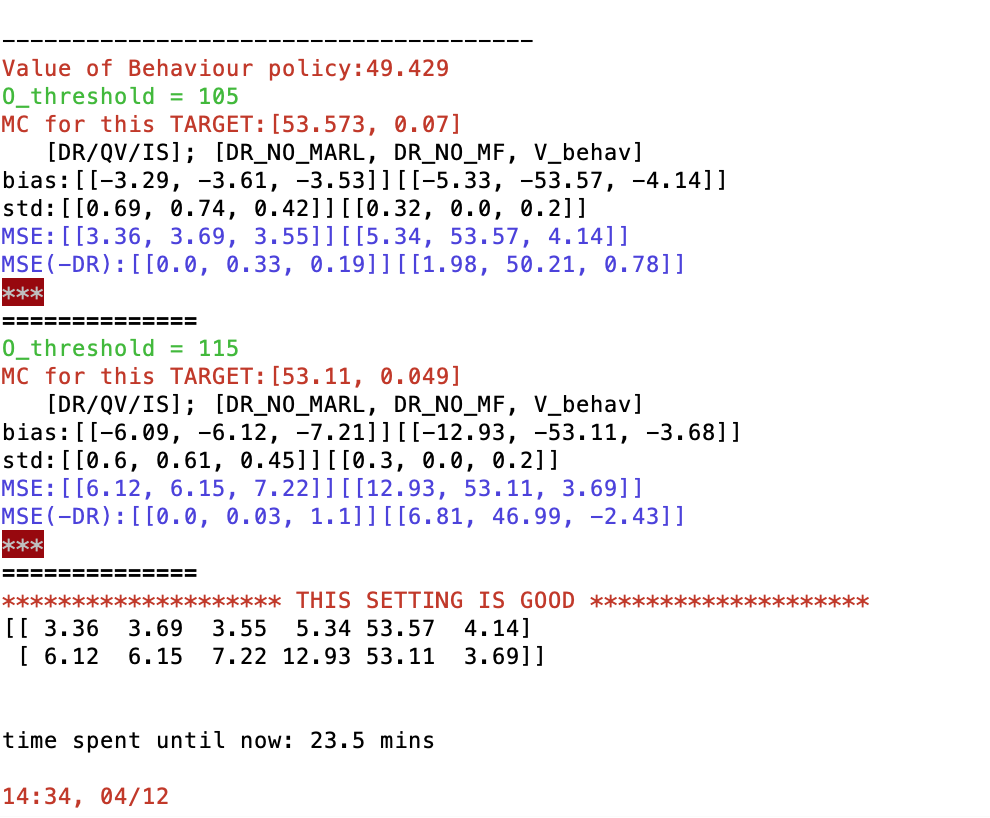 --------------------------------------
Value of Behaviour policy:49.429
O_threshold = 105
MC for this TARGET:[53.573, 0.07]
   [DR/QV/IS]; [DR_NO_MARL, DR_NO_MF, V_behav]
bias:[[-3.29, -3.61, -3.53]][[-5.33, -53.57, -4.14]]
std:[[0.69, 0.74, 0.42]][[0.32, 0.0, 0.2]]
MSE:[[3.36, 3.69, 3.55]][[5.34, 53.57, 4.14]]
MSE(-DR):[[0.0, 0.33, 0.19]][[1.98, 50.21, 0.78]]
***
==============
O_threshold = 115
MC for this TARGET:[53.11, 0.049]
   [DR/QV/IS]; [DR_NO_MARL, DR_NO_MF, V_behav]
bias:[[-6.09, -6.12, -7.21]][[-12.93, -53.11, -3.68]]
std:[[0.6, 0.61, 0.45]][[0.3, 0.0, 0.2]]
MSE:[[6.12, 6.15, 7.22]][[12.93, 53.11, 3.69]]
MSE(-DR):[[0.0, 0.03, 1.1]][[6.81, 46.99, -2.43]]
***
==============
******************** THIS SETTING IS GOOD ********************
[[ 3.36  3.69  3.55  5.34 53.57  4.14]
 [ 6.12  6.15  7.22 12.93 53.11  3.69]]
time spent until now: 23.5 mins
14:34, 04/12